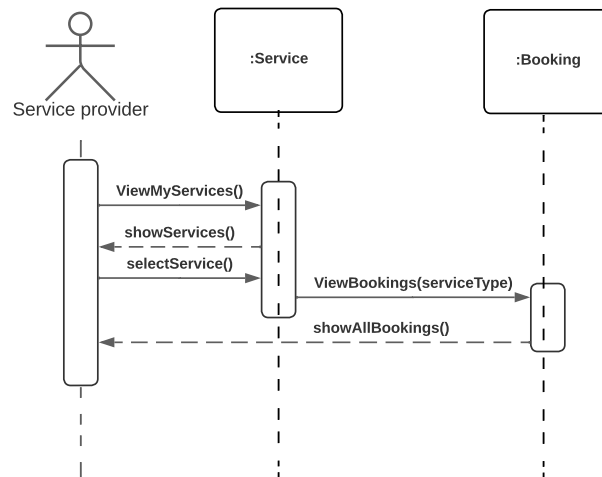 :Service
:Booking
Service provider
ViewMyServices()
showServices()
selectService()
ViewBookings(serviceType)
showAllBookings()